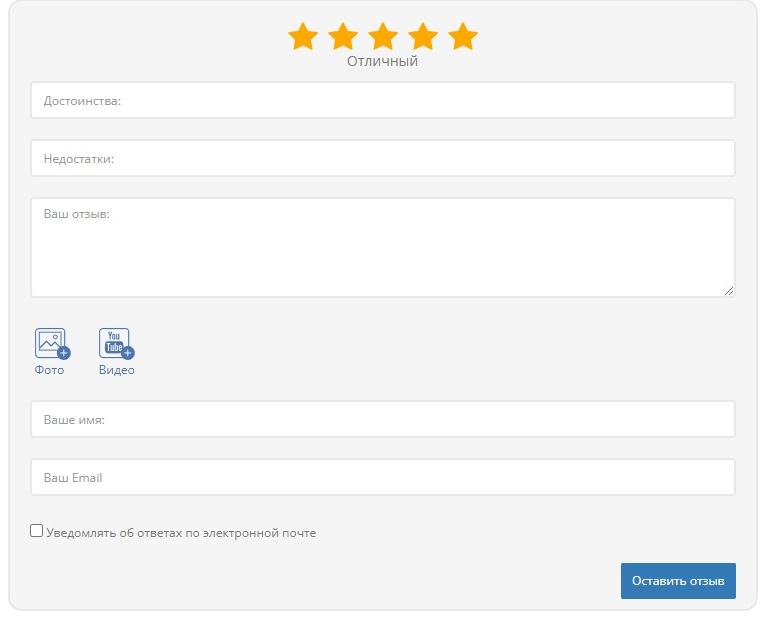 Отличный
Достоинства:
Недостатки:
Ваш отзыв:
You
Tube
Фото
Видео
Ваше имя:
Ваш Email
Уведомлять об ответах по электронной почте
Оставить отзыв